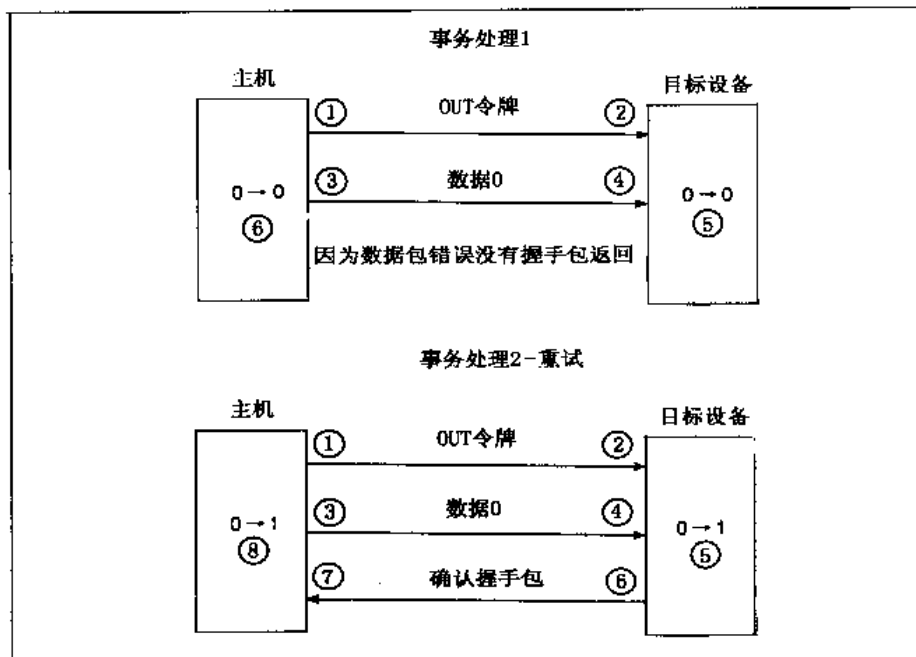 事务处理1
主机
目标设备
① OUT令牌 ②
③ 数据0 ④
0→0
⑥
0→0
⑤
因为数据包错误没有握手包返回
事务处理2-重试
主机
目标设备
① OUT令牌 ②
③ 数据0 ④
0→1
⑧
0→1
⑤
⑦ 确认握手包 ⑥